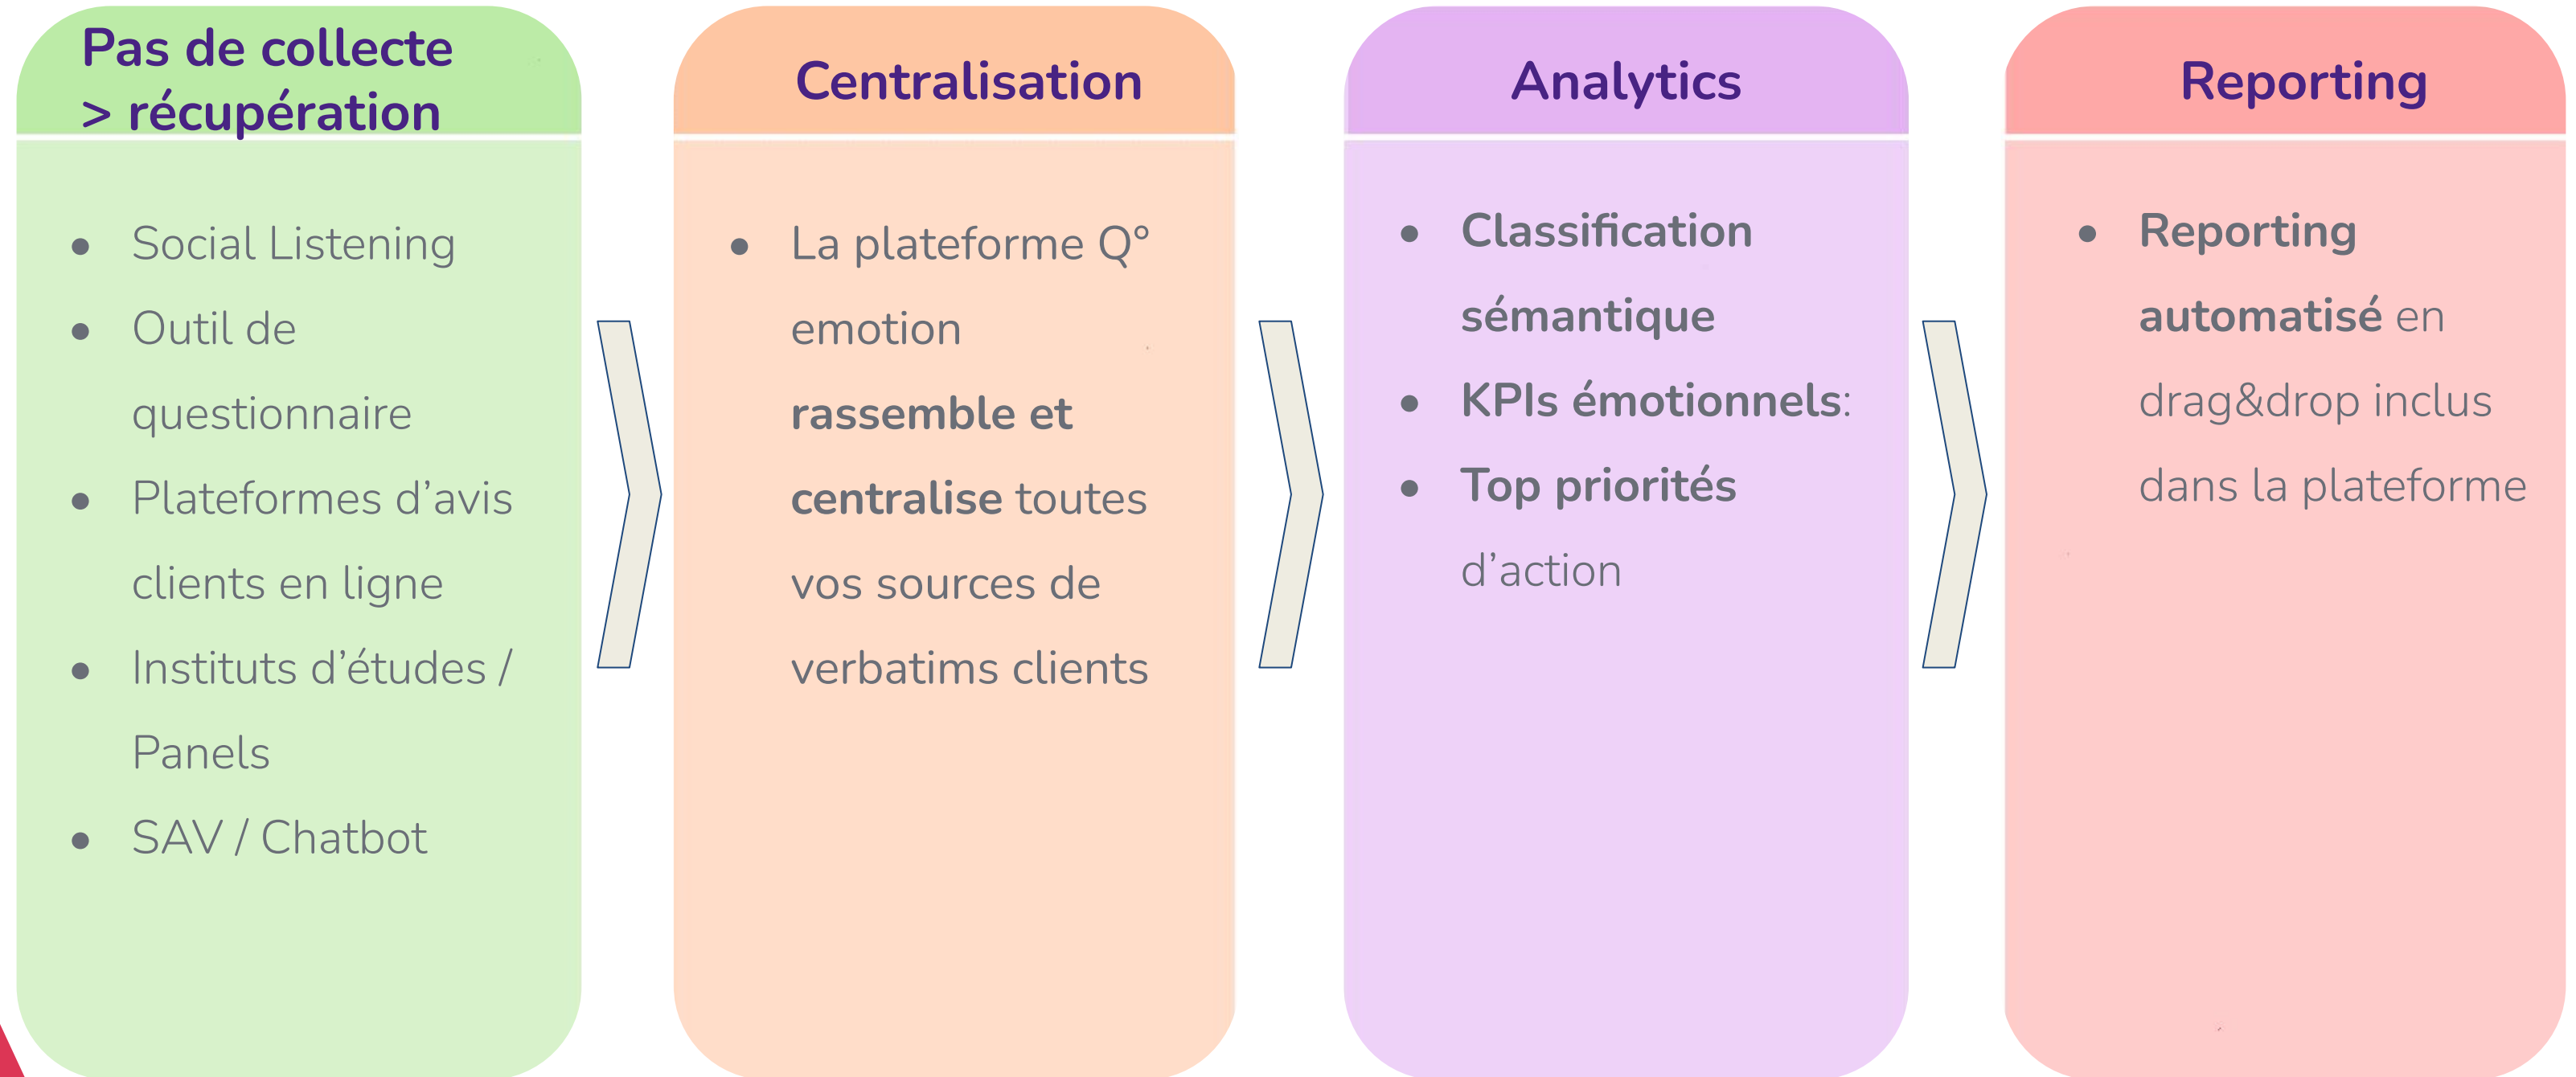 Pas de collecte
> récupération
• Social Listening
• Outil de
questionnaire
• Plateformes d’avis
clients en ligne
• Instituts d’études /
Panels
• SAV / Chatbot
Centralisation
• La plateforme Q°
emotion
rassemble et
centralise toutes
vos sources de
verbatims clients
Analytics
• Classification
sémantique
• KPIs émotionnels:
• Top priorités
d’action
Reporting
• Reporting
automatisé en
drag&drop inclus
dans la plateforme